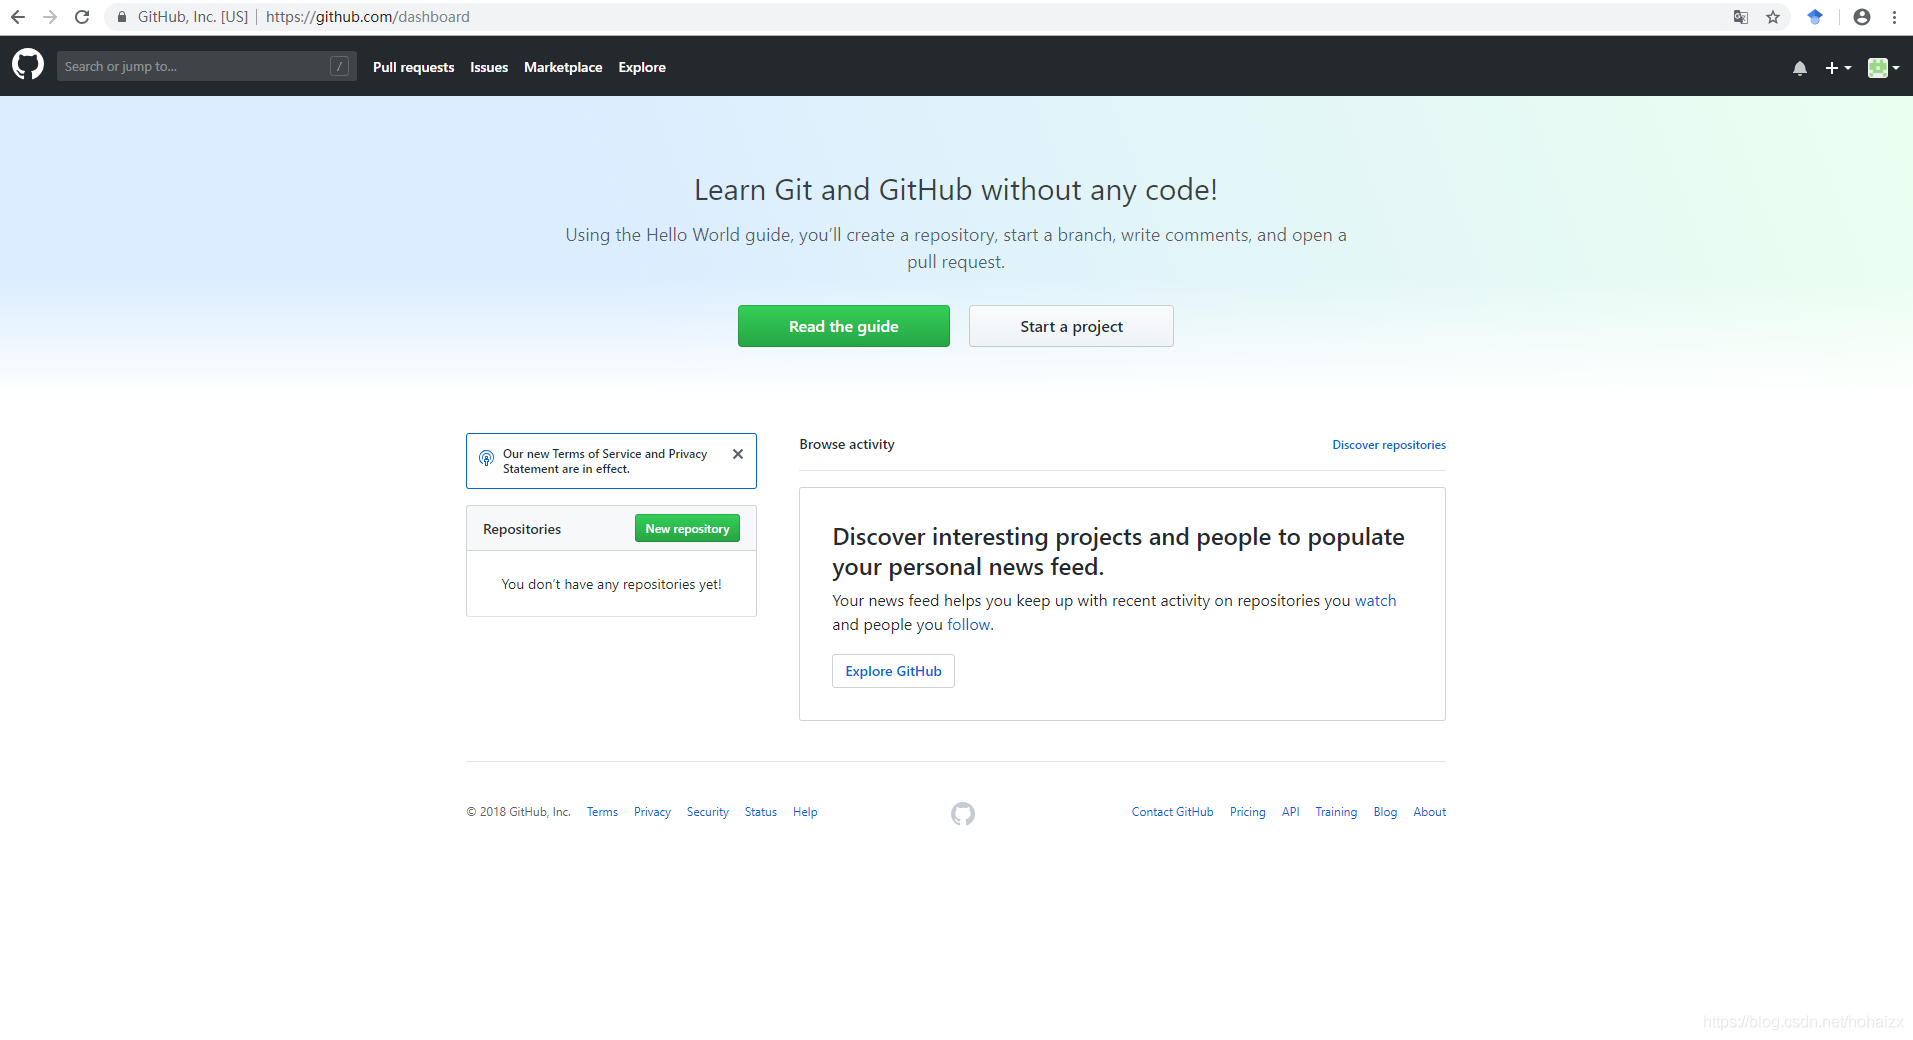 GitHub, Inc. [US] | https://github.com/dashboard
Search or jump to... / Pull requests Issues Marketplace Explore
Learn Git and GitHub without any code!
Using the Hello World guide, you’ll create a repository, start a branch, write comments, and open a
pull request.
Read the guide Start a project
Our new Terms of Service and Privacy
Statement are in effect.
Repositories New repository
You don’t have any repositories yet!
Browse activity Discover repositories
Discover interesting projects and people to populate
your personal news feed.
Your news feed helps you keep up with recent activity on repositories you watch
and people you follow.
Explore GitHub
© 2018 GitHub, Inc. Terms Privacy Security Status Help Contact GitHub Pricing API Training Blog About
https://blog.csdn.net/hohaizx